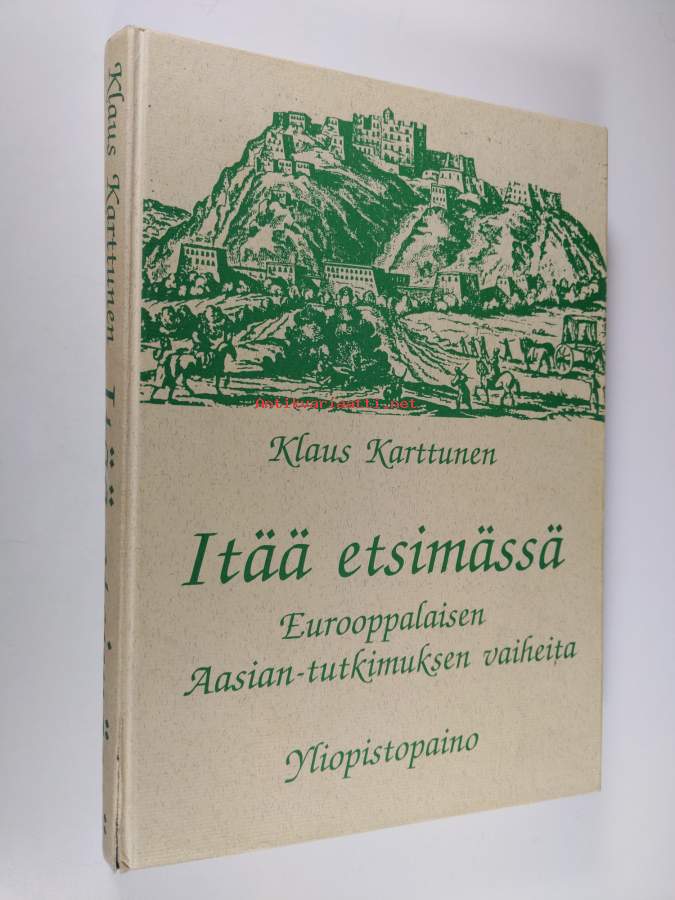 Klaus Karttunen
Antikvariaatti.net
Klaus Karttunen
Itää etsimässä
Eurooppalaisen
Aasian-tutkimuksen vaiheita
Yliopistopaino